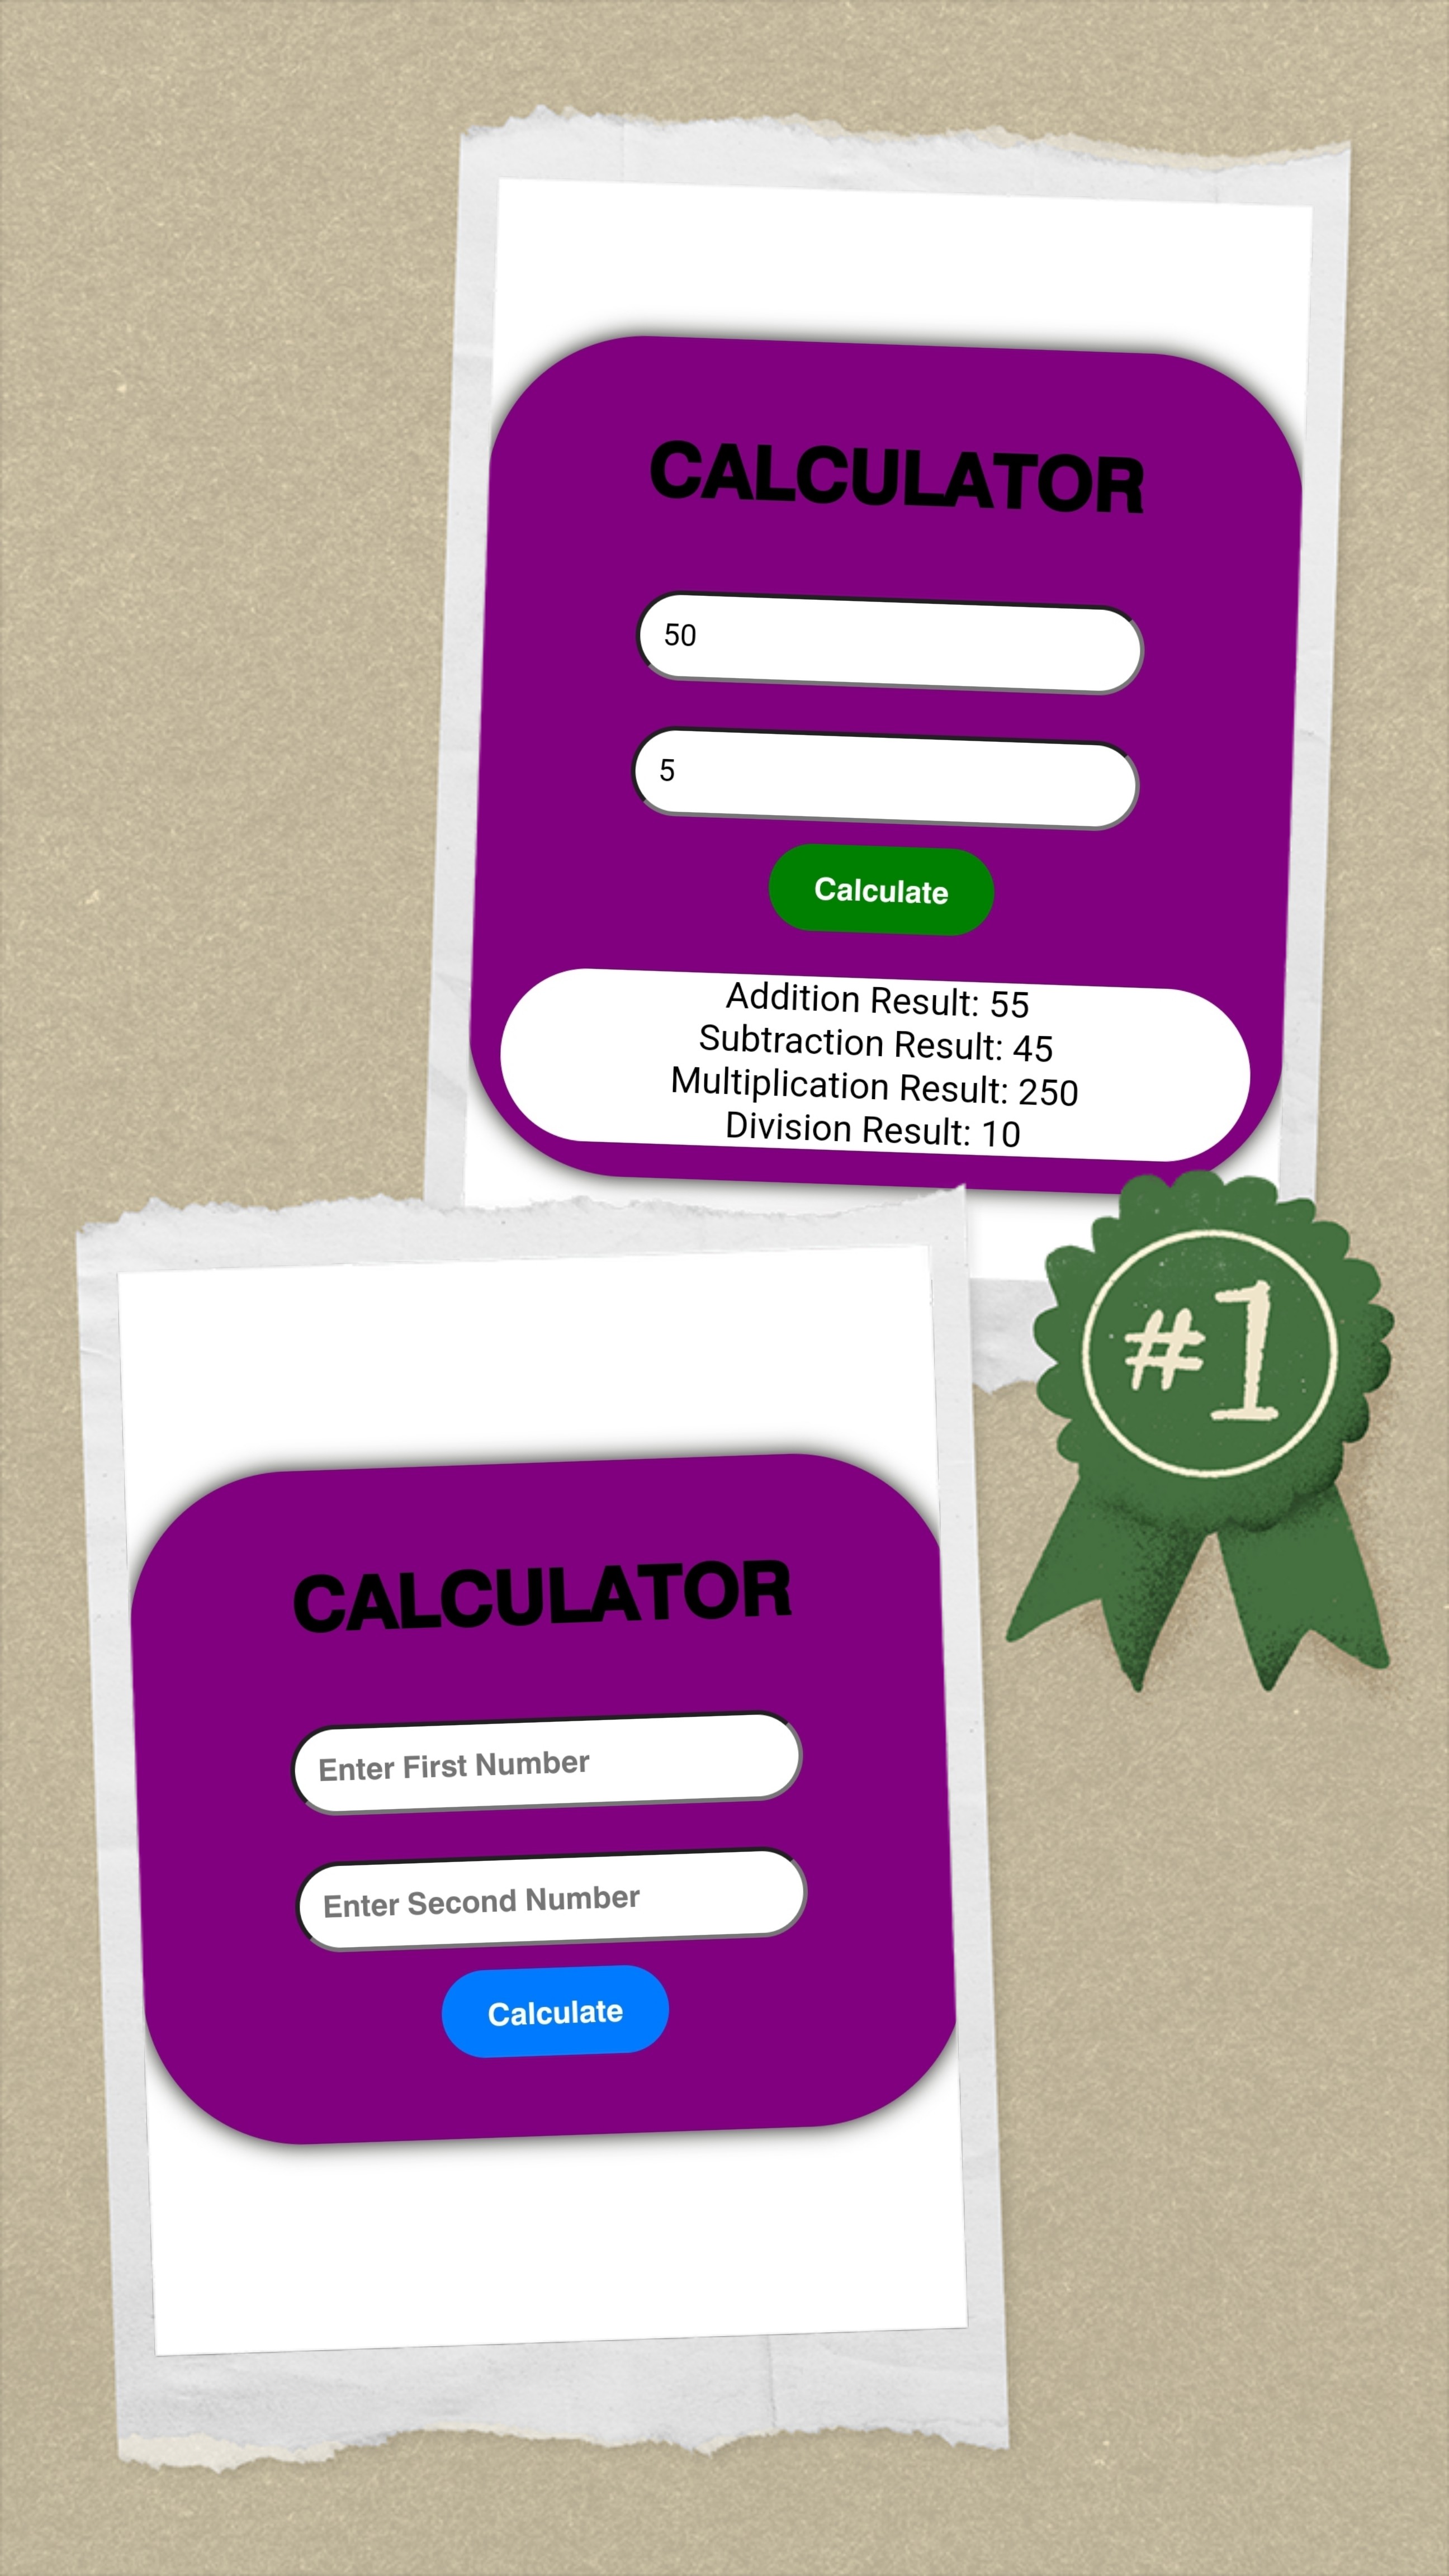 CALCULATOR
50
5
Calculate
Addition Result: 55
Subtraction Result: 45
Multiplication Result: 250
Division Result: 10
#1
CALCULATOR
Enter First Number
Enter Second Number
Calculate